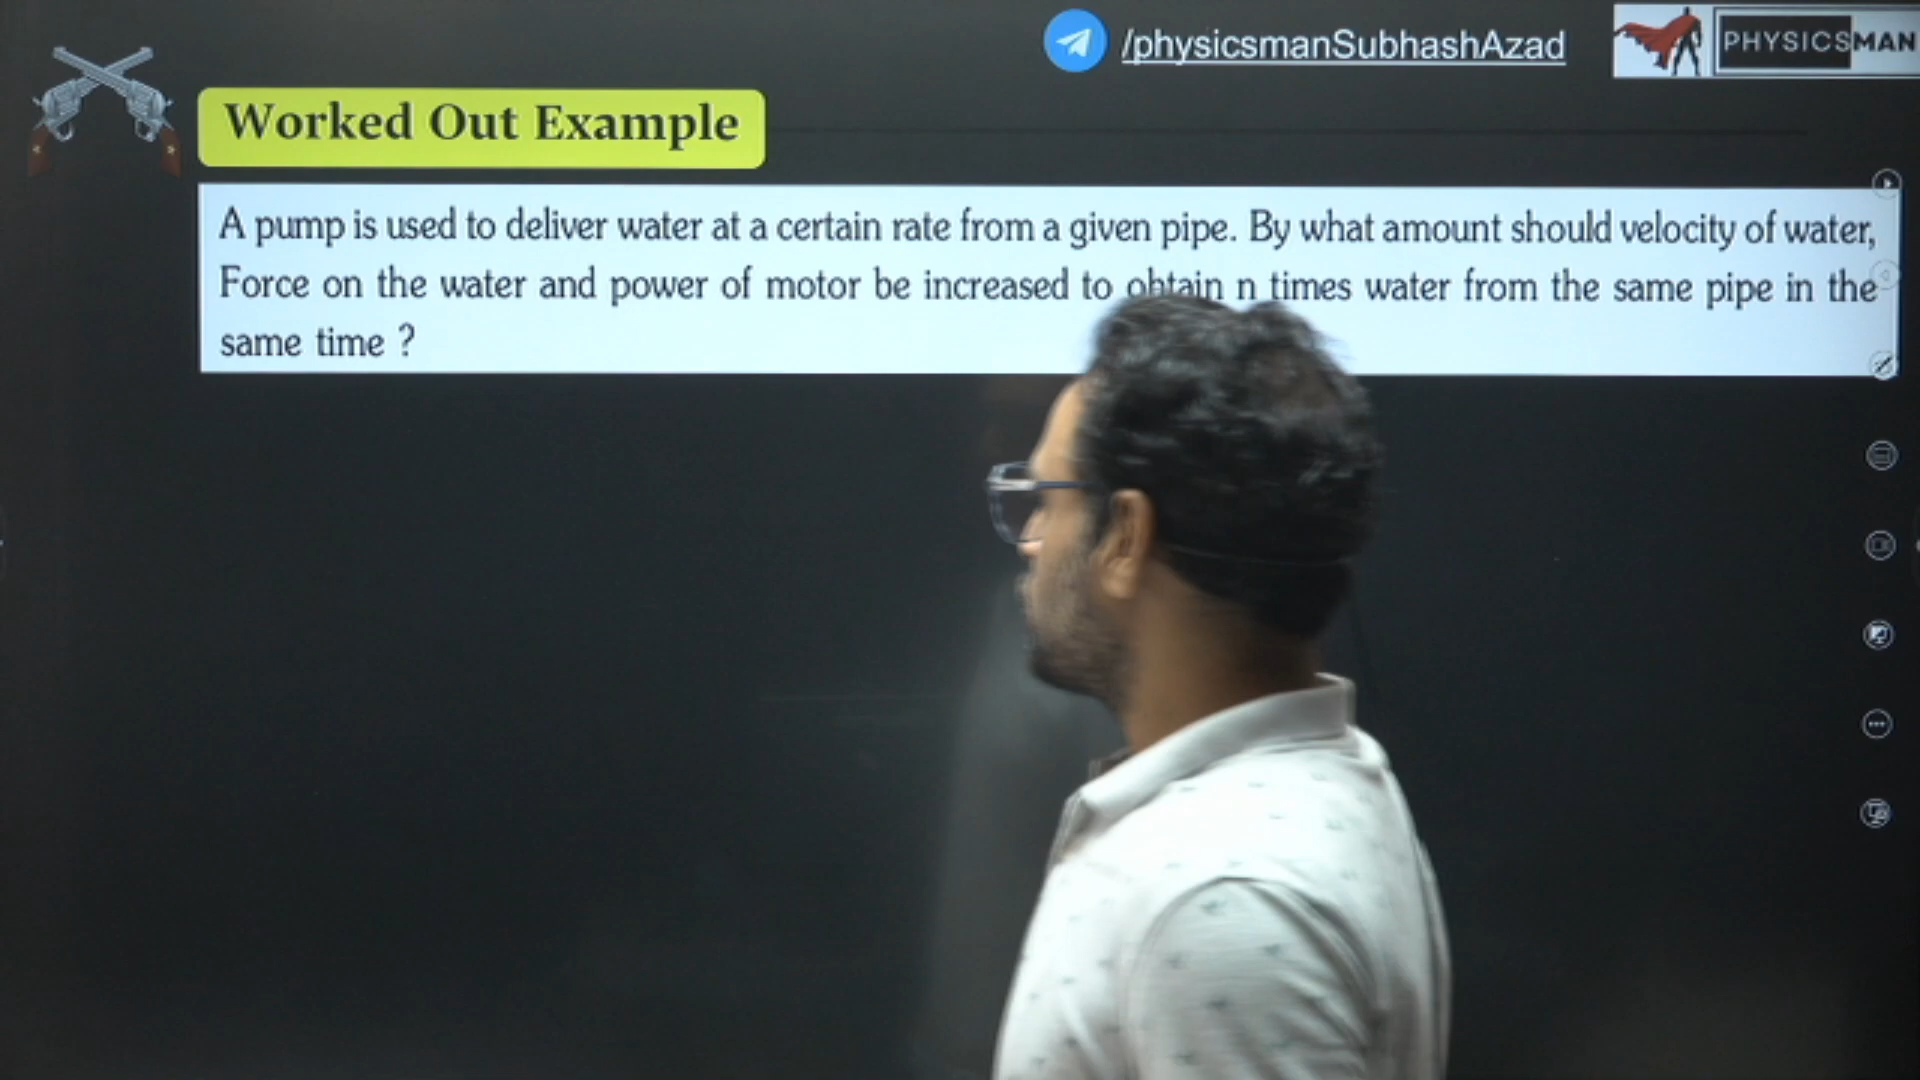 /physicsmanSubhashAzad
PHYSICSMAN
Worked Out Example
A pump is used to deliver water at a certain rate from a given pipe. By what amount should velocity of water,
Force on the water and power of motor be increased to obtain n times water from the same pipe in the
same time ?